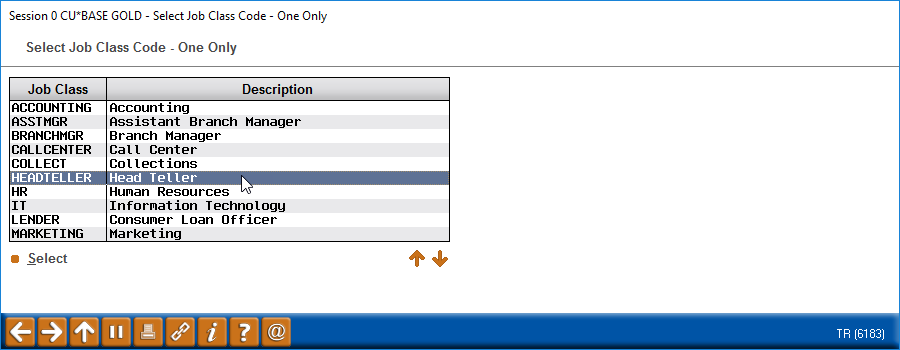 Session 0 CU*BASE GOLD - Select Job Class Code - One Only
Select Job Class Code - One Only
Job Class Description
ACCOUNTING Accounting
ASSTMGR Assistant Branch Manager
BRANCHMGR Branch Manager
CALLCENTER Call Center
COLLECT Collections
HEADTELLER Head Teller
HR Human Resources
IT Information Technology
LENDER Consumer Loan Officer
MARKETING Marketing
Select
i ? @ TR (6183)